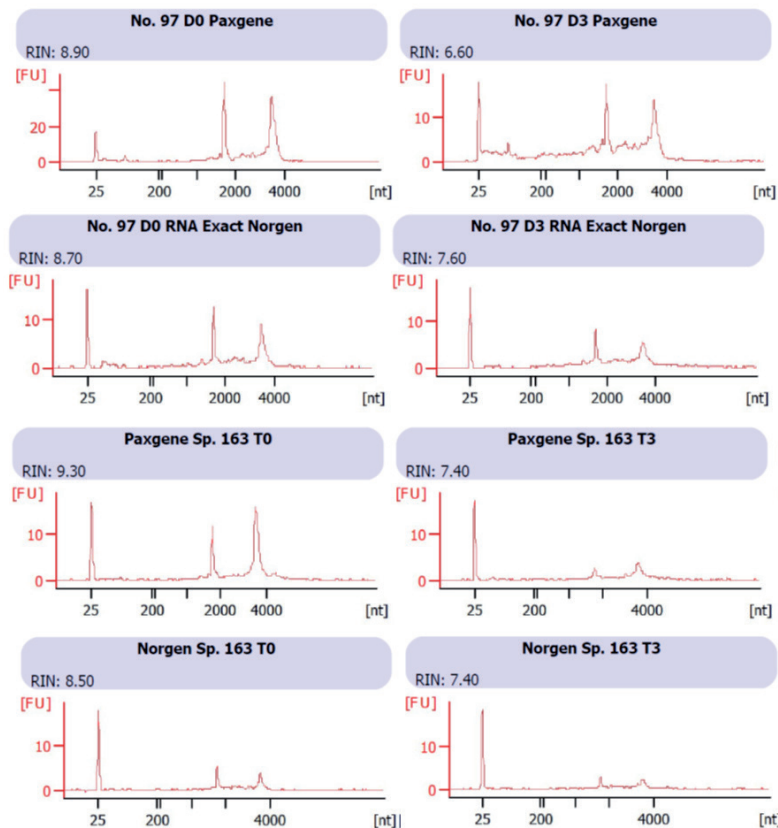 No. 97 D0 Paxgene
RIN: 8.90
[FU]
20
0
25 200 2000 4000 [nt]
No. 97 D3 Paxgene
RIN: 6.60
[FU]
10
0
25 200 2000 4000 [nt]
No. 97 D0 RNA Exact Norgen
RIN: 8.70
[FU]
10
0
25 200 2000 4000 [nt]
No. 97 D3 RNA Exact Norgen
RIN: 7.60
[FU]
10
0
25 200 2000 4000 [nt]
Paxgene Sp. 163 T0
RIN: 9.30
[FU]
10
0
25 200 2000 4000 [nt]
Paxgene Sp. 163 T3
RIN: 7.40
[FU]
10
0
25 200 4000 [nt]
Norgen Sp. 163 T0
RIN: 8.50
[FU]
10
0
25 200 4000 [nt]
Norgen Sp. 163 T3
RIN: 7.40
[FU]
10
0
25 200 4000 [nt]